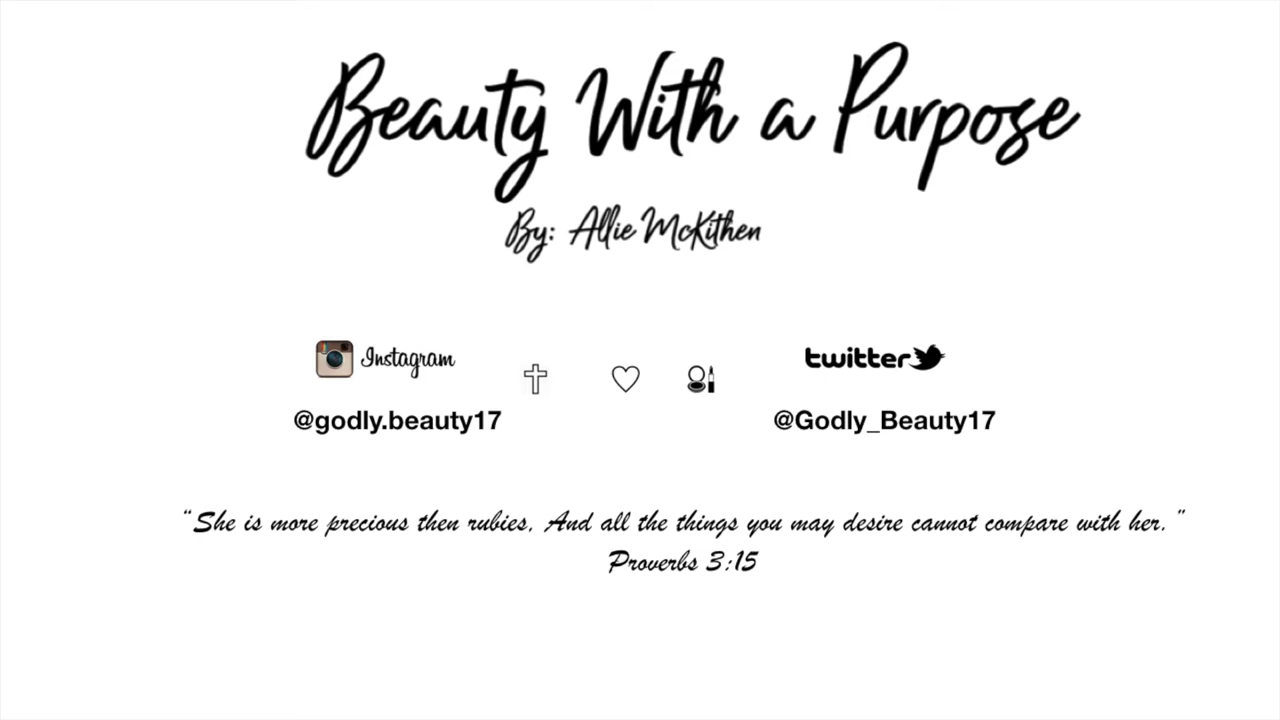 Beauty With a Purpose
By: Allie McKithen
Instagram
twitter
@godly.beauty17
@Godly_Beauty17
“She is more precious then rubies, And all the things you may desire cannot compare with her.”
Proverbs 3:15